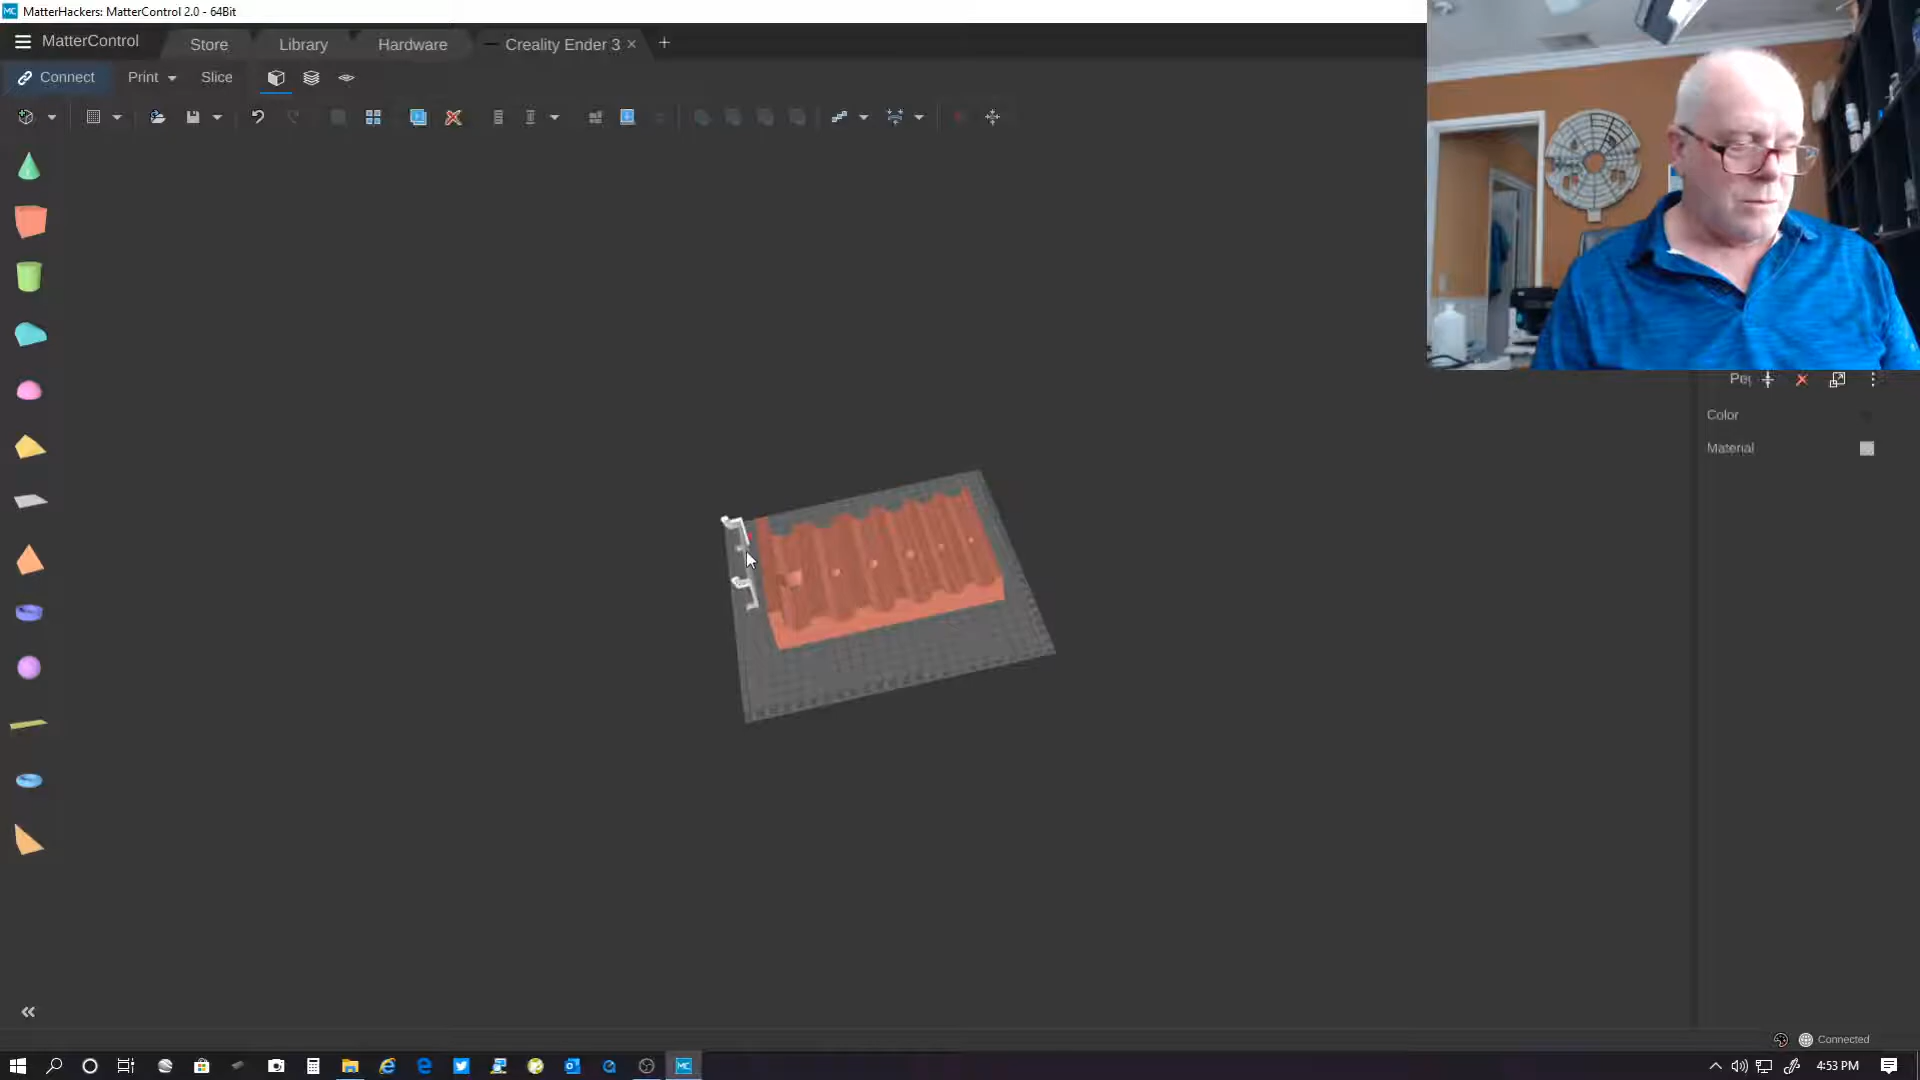 MatterHackers: MatterControl 2.0 - 64Bit
MatterControl
Store
Library
Hardware
Creality Ender 3
Connect
Print
Slice
Color
Material
Connected
4:53 PM